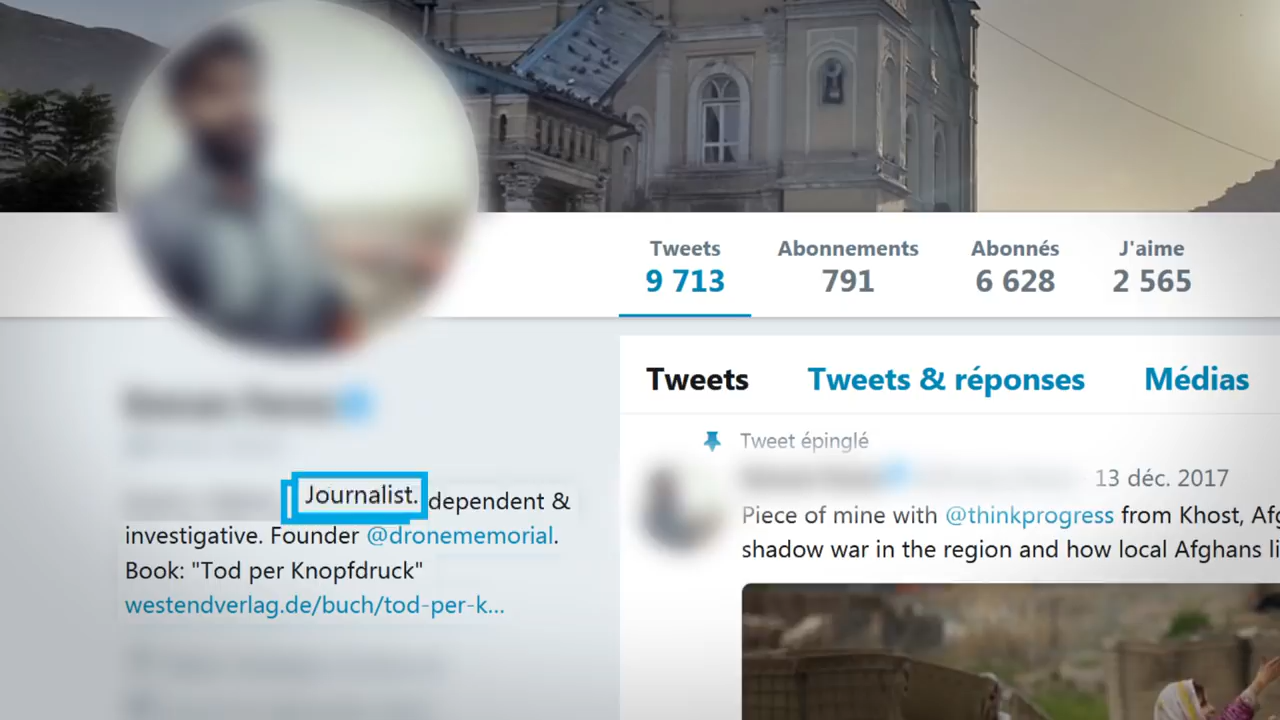 Tweets Abonnements Abonnés J'aime
9 713 791 6 628 2 565
Tweets Tweets & réponses Médias
Tweet épinglé
13 déc. 2017
Piece of mine with @thinkprogress from Khost,
shadow war in the region and how local Afghans
Journalist. dependent &
investigative. Founder @dronememorial.
Book: "Tod per Knopfdruck"
westendverlag.de/buch/tod-per-k...